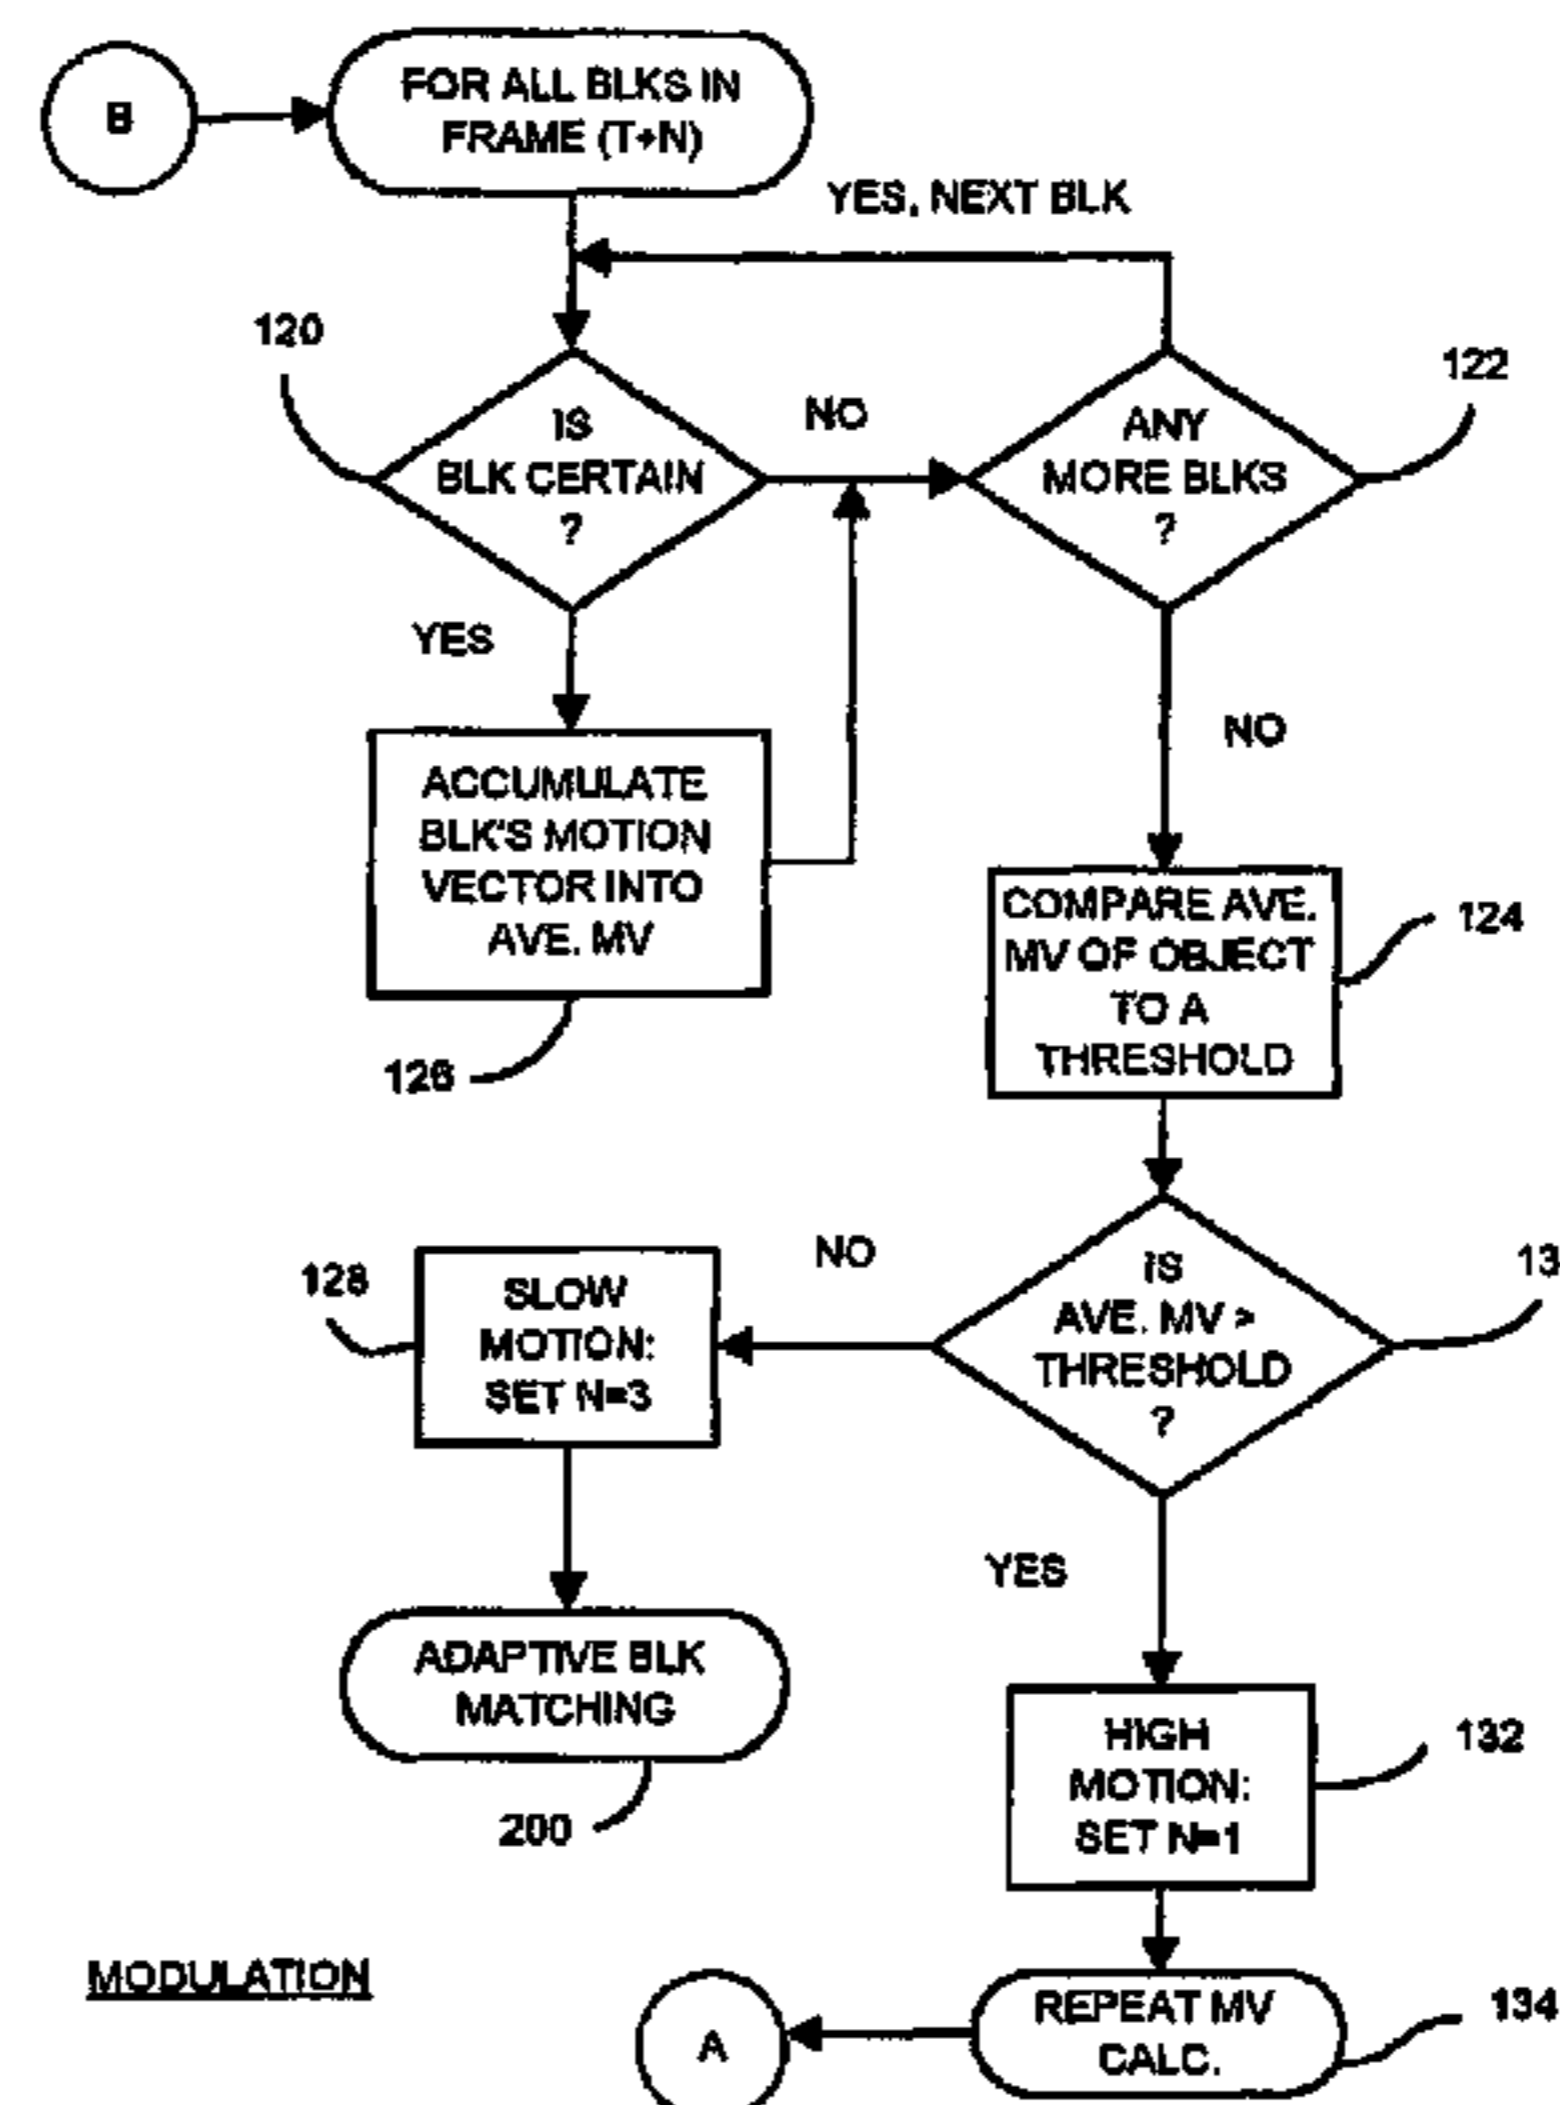 B
FOR ALL BLKS IN
FRAME (T+N)
YES, NEXT BLK
120
IS
BLK CERTAIN
?
NO
ANY
MORE BLKS
?
122
YES
NO
ACCUMULATE
BLK'S MOTION
VECTOR INTO
AVE. MV
126
COMPARE AVE.
MV OF OBJECT
TO A
THRESHOLD
124
128
SLOW
MOTION:
SET N=3
NO
IS
AVE. MV >
THRESHOLD
?
13
YES
ADAPTIVE BLK
MATCHING
200
HIGH
MOTION:
SET N=1
132
MODULATION
A
REPEAT MV
CALC.
134